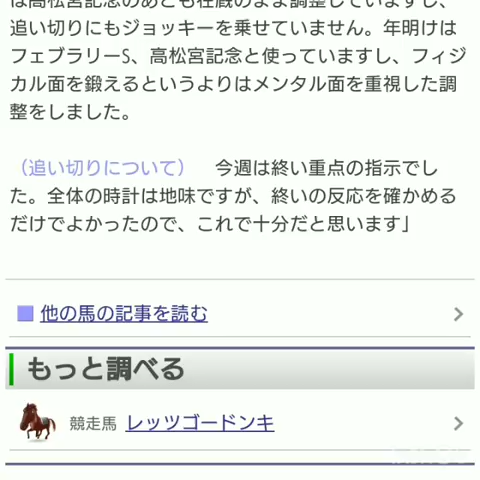 は高松宮記念のあとも在厩のまま調整していますし、
追い切りにもジョッキーを乗せていません。年明けは
フェブラリーS、高松宮記念と使っていますし、フィジ
カル面を鍛えるというよりはメンタル面を重視した調
整をしました。
（追い切りについて）　今週は終い重点の指示でし
た。全体の時計は地味ですが、終いの反応を確かめる
だけでよかったので、これで十分だと思います」
他の馬の記事を読む
もっと調べる
競走馬 レッツゴードンキ